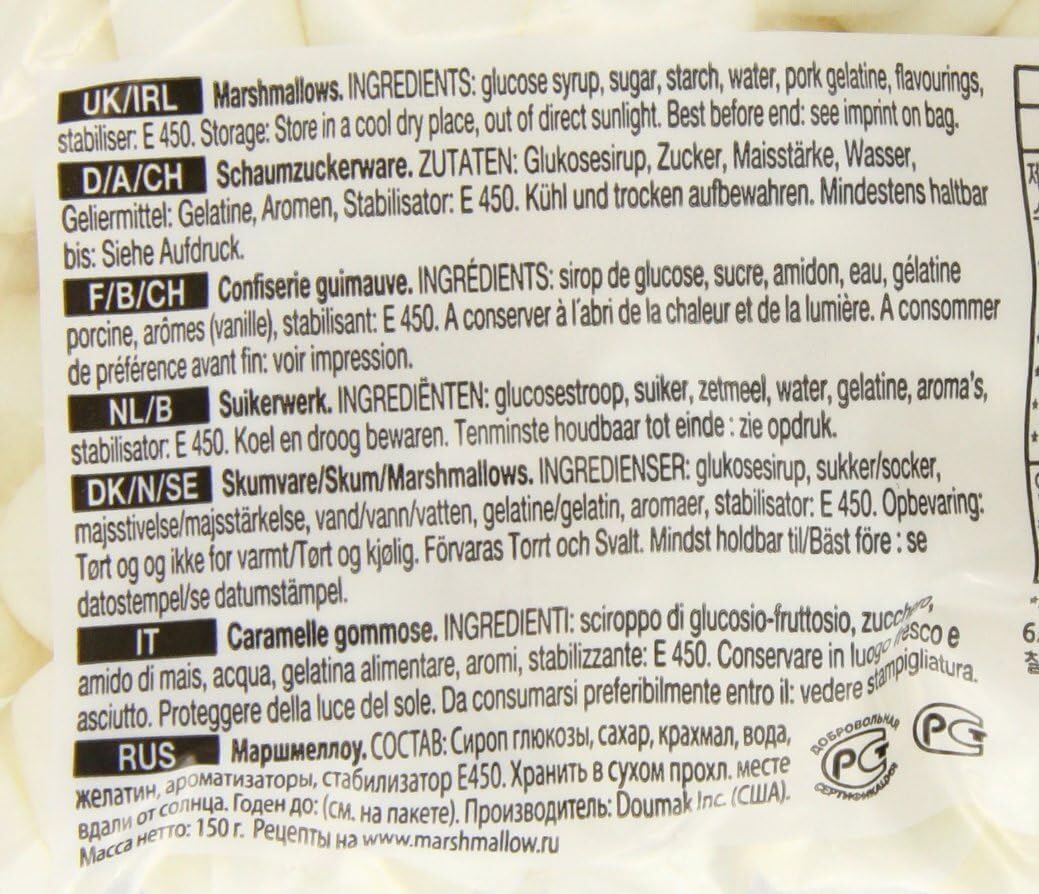 UK/IRL Marshmallows. INGREDIENTS: glucose syrup, sugar, starch, water, pork gelatine, flavourings,
stabiliser: E 450. Storage: Store in a cool dry place, out of direct sunlight. Best before end: see imprint on bag.
D/A/CH Schaumzuckerware. ZUTATEN: Glukosesirup, Zucker, Maisstärke, Wasser,
Geliermittel: Gelatine, Aromen, Stabilisator: E 450. Kühl und trocken aufbewahren. Mindestens haltbar
bis: Siehe Aufdruck.
F/B/CH Confiserie guimauve. INGRÉDIENTS: sirop de glucose, sucre, amidon, eau, gélatine
porcine, arômes (vanille), stabilisant: E 450. A conserver à l'abri de la chaleur et de la lumière. A consommer
de préférence avant fin: voir impression.
NL/B Suikerwerk. INGREDIËNTEN: glucosestroop, suiker, zetmeel, water, gelatine, aroma's,
stabilisator: E 450. Koel en droog bewaren. Tenminste houdbaar tot einde : zie opdruk.
DK/N/SE Skumvare/Skum/Marshmallows. INGREDIENSER: glukosesirup, sukker/socker,
majsstivelse/majsstärkelse, vand/vann/vatten, gelatine/gelatin, aromaer, stabilisator: E 450. Opbevaring:
Tørt og og ikke for varmt/Tørt og kjølig. Förvaras Torrt och Svalt. Mindst holdbar til/Bäst före : se
datostempel/se datumstämpel.
IT Caramelle gommose. INGREDIENTI: sciroppo di glucosio-fruttosio, zucchero,
amido di mais, acqua, gelatina alimentare, aromi, stabilizzante: E 450. Conservare in luogo fresco e
asciutto. Proteggere della luce del sole. Da consumarsi preferibilmente entro il: vedere stampigliatura.
RUS Маршмеллоу. СОСТАВ: Сироп глюкозы, сахар, крахмал, вода,
желатин, ароматизаторы, стабилизатор Е450. Хранить в сухом прохл. месте
вдали от солнца. Годен до: (см. на пакете). Производитель: Doumak Inc. (США).
Масса нетто: 150 г. Рецепты на www.marshmallow.ru
ДОБРОВОЛЬНАЯ
РСТ
СЕРТИФИКАЦИЯ
РСТ